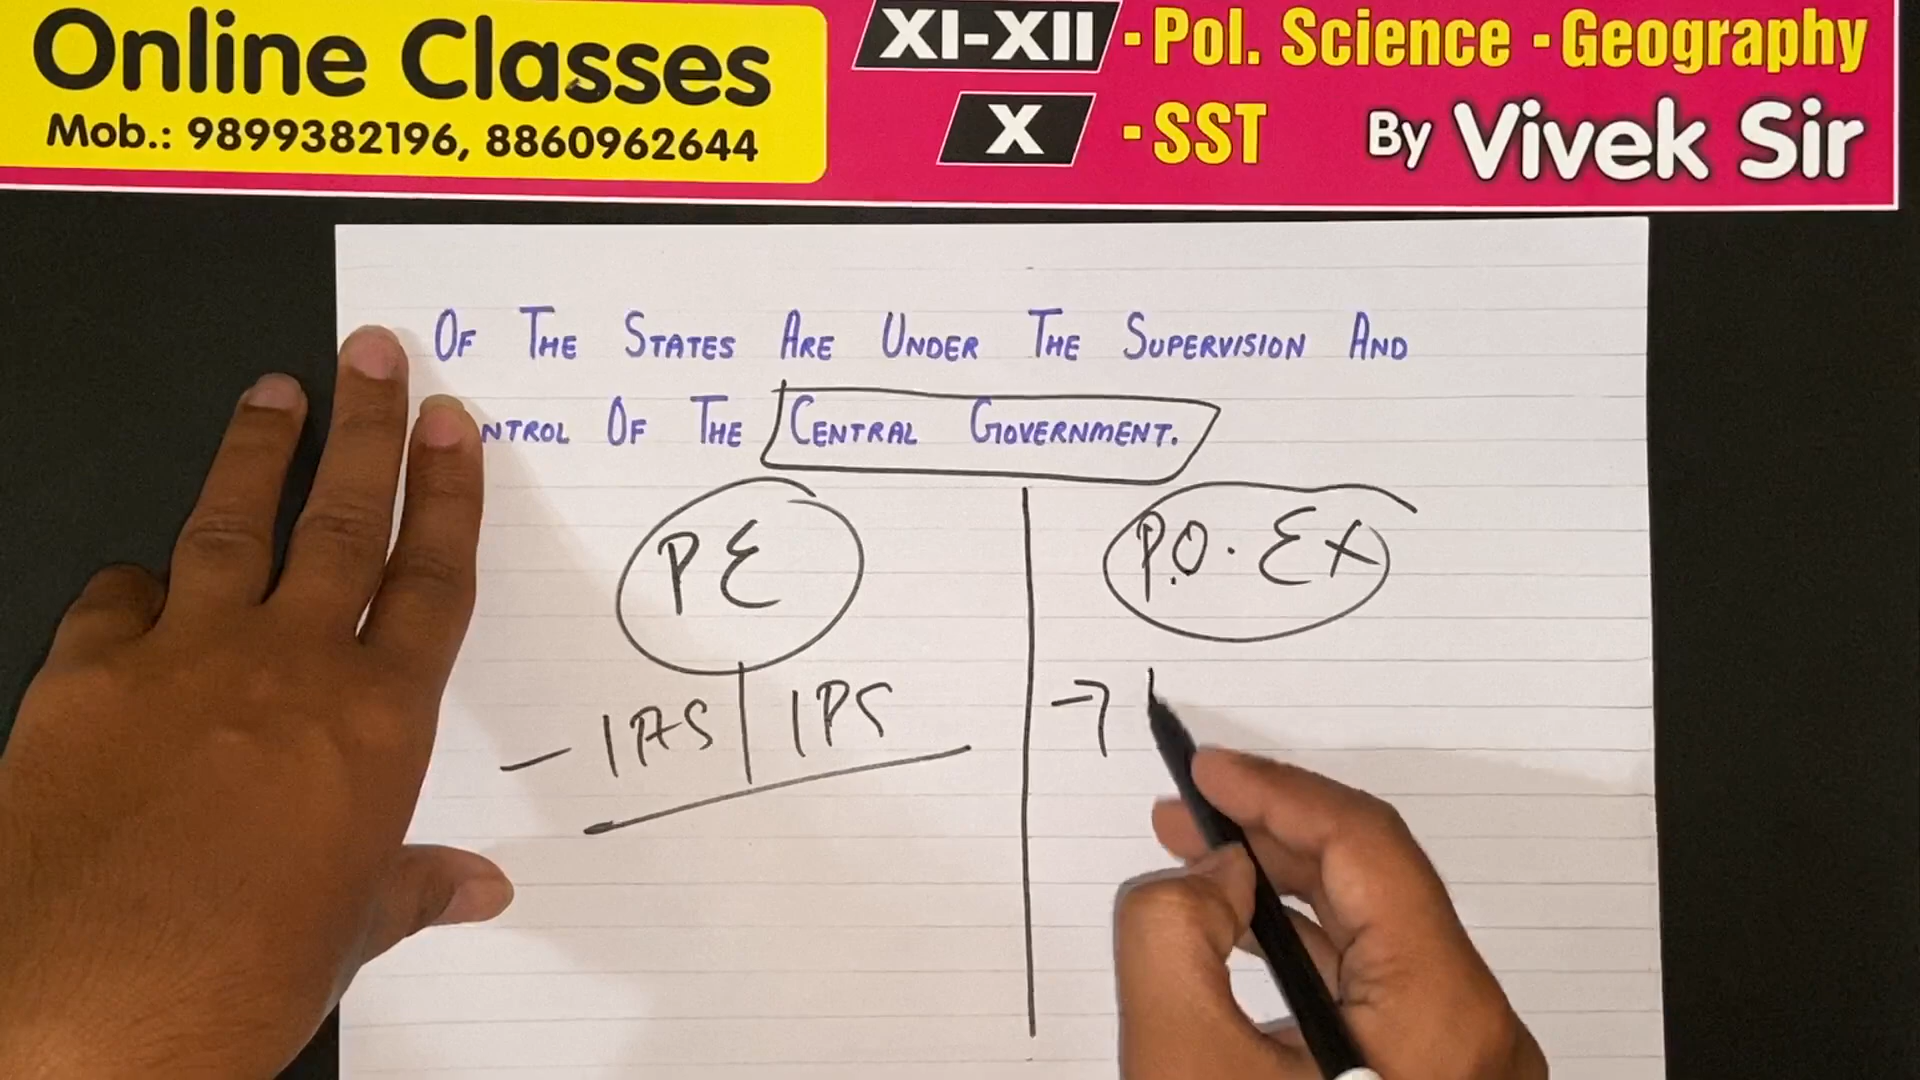 Online Classes
Mob.: 9899382196, 8860962644
XI-XII - Pol. Science - Geography
X - SST By Vivek Sir
OF THE STATES ARE UNDER THE SUPERVISION AND
NTROL OF THE CENTRAL GOVERNMENT.
PE
P.O. Ex
- IAS | IPS